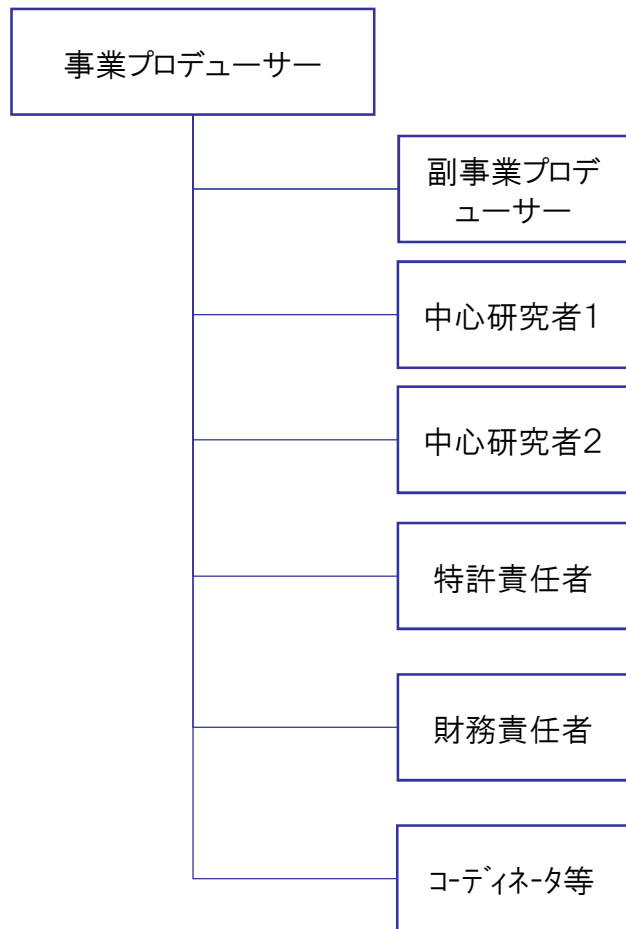 事業プロデューサー
副事業プロデ
ューサー
中心研究者1
中心研究者2
特許責任者
財務責任者
ｺｰﾃﾞｨﾈｰﾀ等